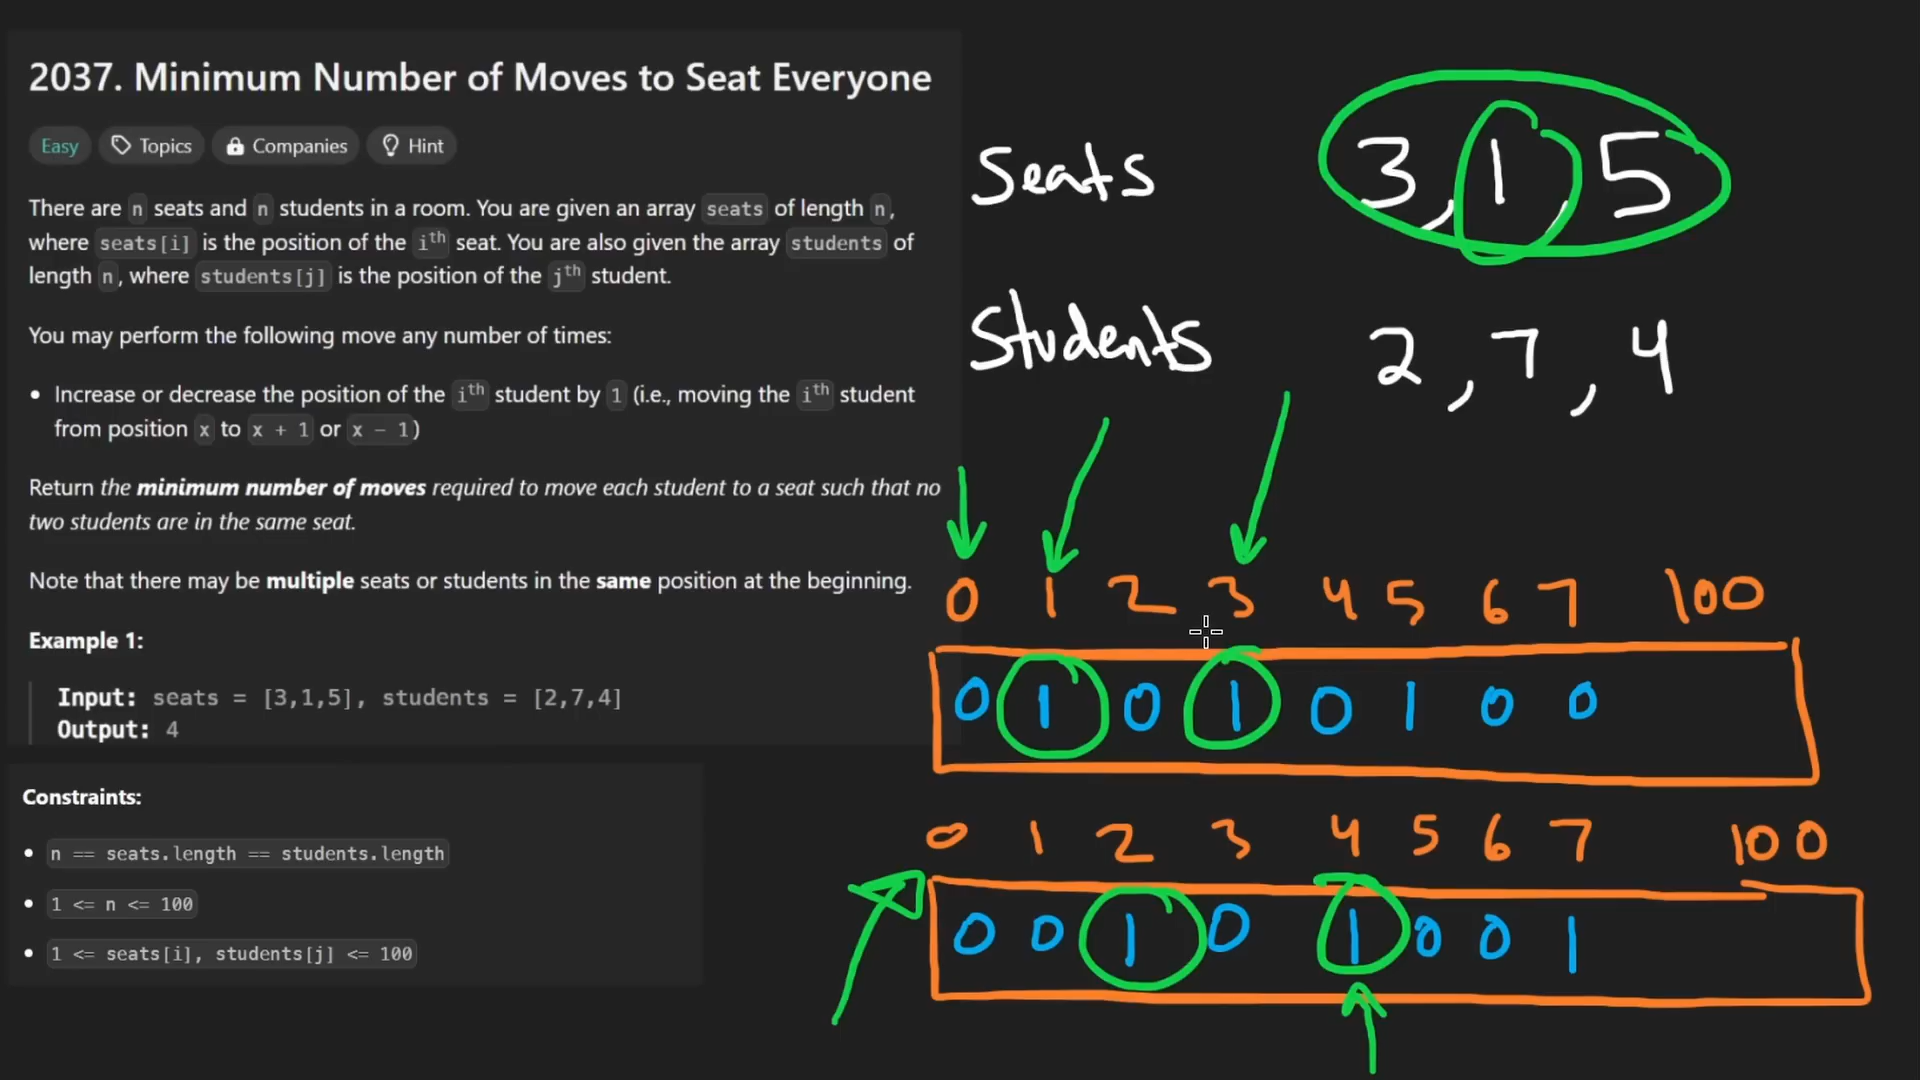 2037. Minimum Number of Moves to Seat Everyone
Easy Topics Companies Hint
There are n seats and n students in a room. You are given an array seats of length n,
where seats[i] is the position of the ith seat. You are also given the array students of
length n, where students[j] is the position of the jth student.
You may perform the following move any number of times:
• Increase or decrease the position of the ith student by 1 (i.e., moving the ith student
from position x to x + 1 or x - 1)
Return the minimum number of moves required to move each student to a seat such that no
two students are in the same seat.
Note that there may be multiple seats or students in the same position at the beginning.
Example 1:
Input: seats = [3,1,5], students = [2,7,4]
Output: 4
Constraints:
• n == seats.length == students.length
• 1 <= n <= 100
• 1 <= seats[i], students[j] <= 100
Seats 3, 1, 5
Students 2, 7, 4
0 1 2 3 4 5 6 7 100
0 1 0 1 0 1 0 0
0 1 2 3 4 5 6 7 100
0 0 1 0 1 0 0 1